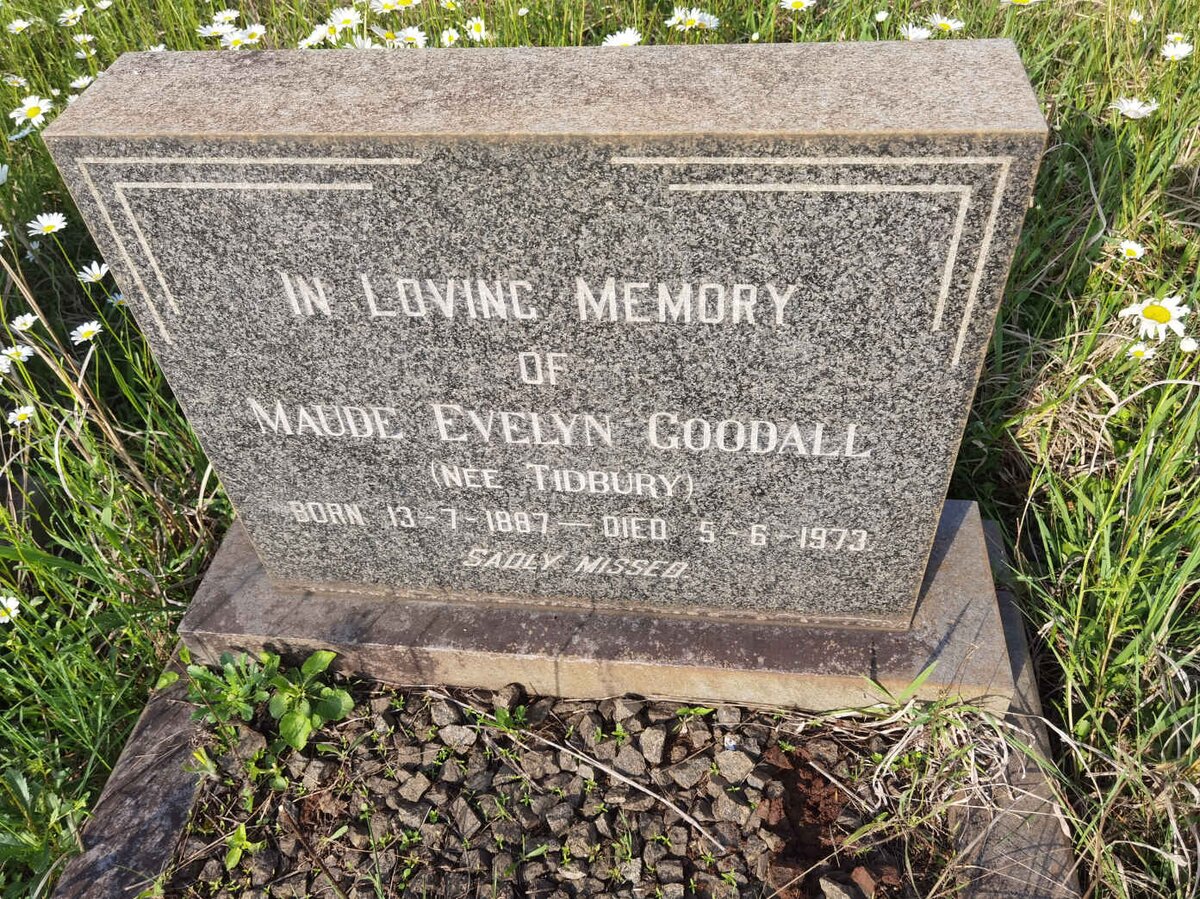 IN LOVING MEMORY
OF
MAUDE EVELYN GOODALL
(NEE TIDBURY)
BORN 13-7-1887 — DIED 5-6-1973.
SADLY MISSED.